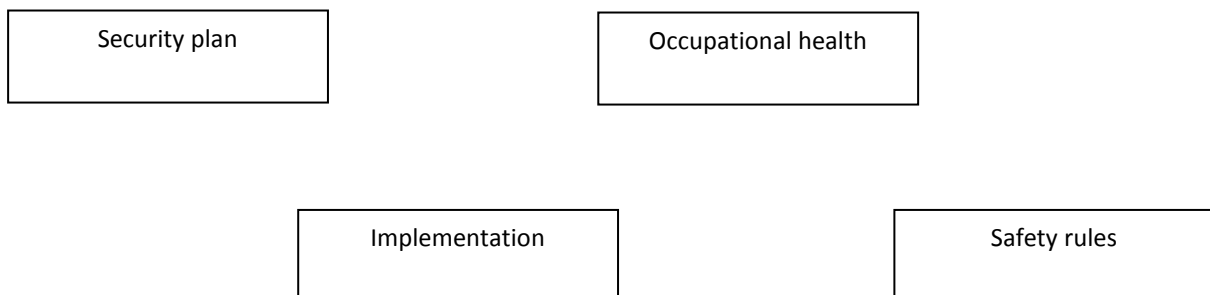 Security plan
Occupational health
Implementation
Safety rules